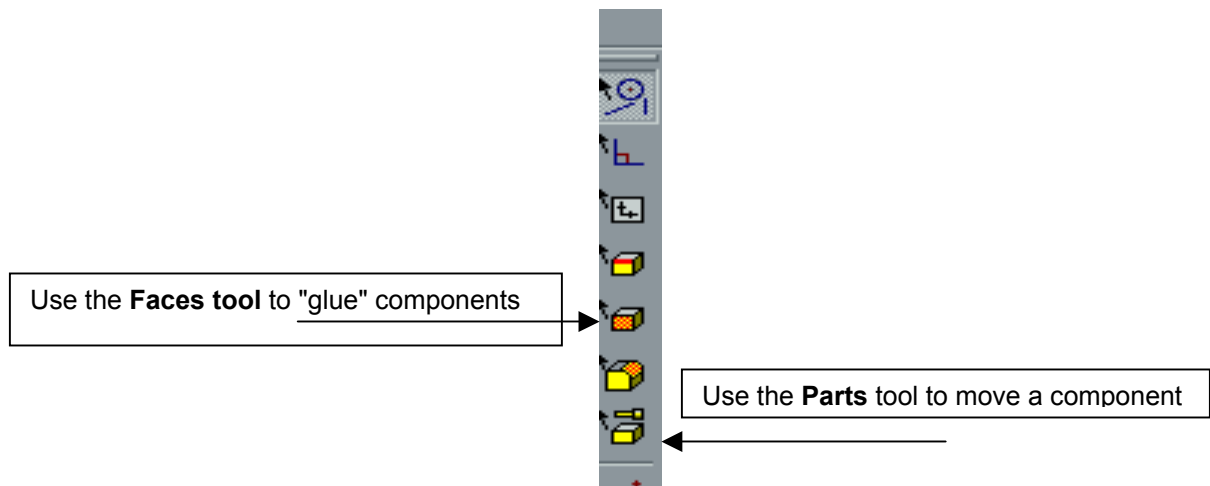 t+
Use the Faces tool to "glue" components
Use the Parts tool to move a component